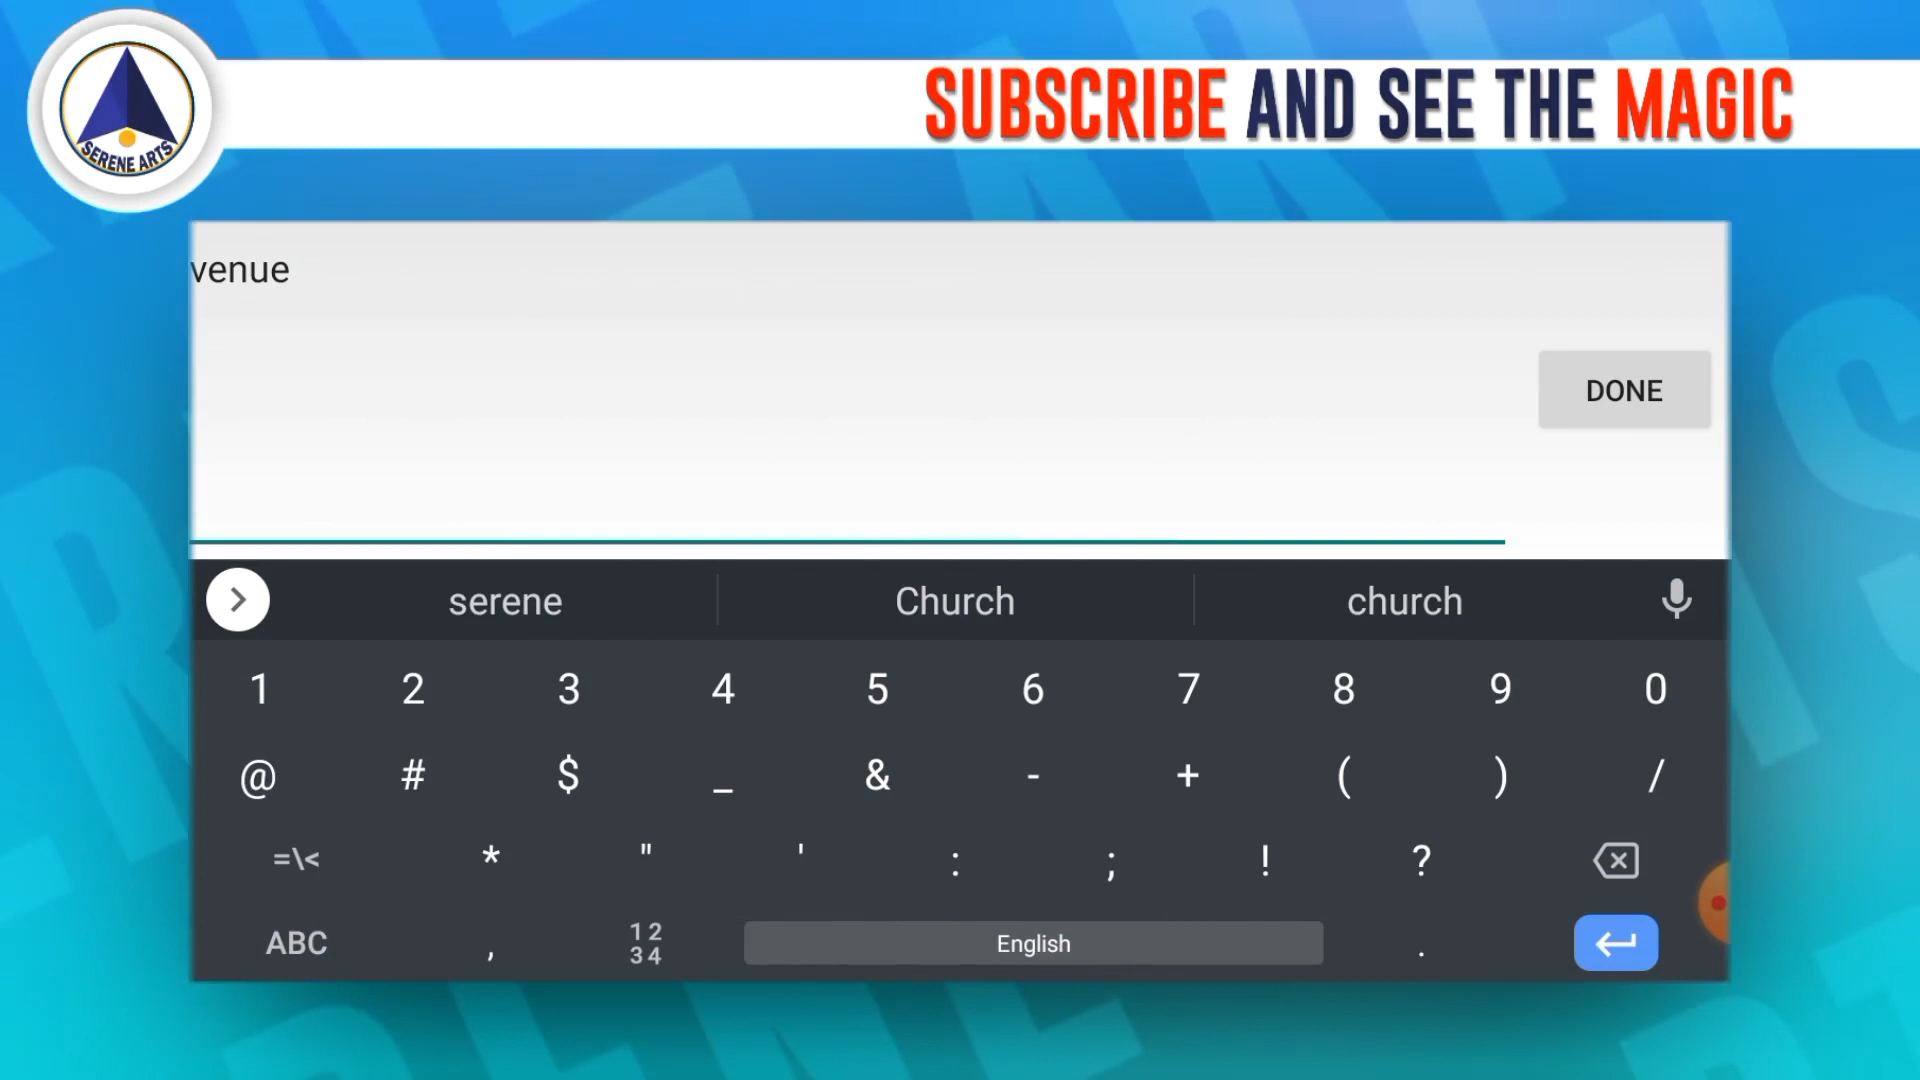 SERENE ARTS
SUBSCRIBE AND SEE THE MAGIC
venue
DONE
serene Church church
1 2 3 4 5 6 7 8 9 0
@ # $ _ & - + ( ) /
=\< * " ' : ; ! ?
ABC , 12 English .
34